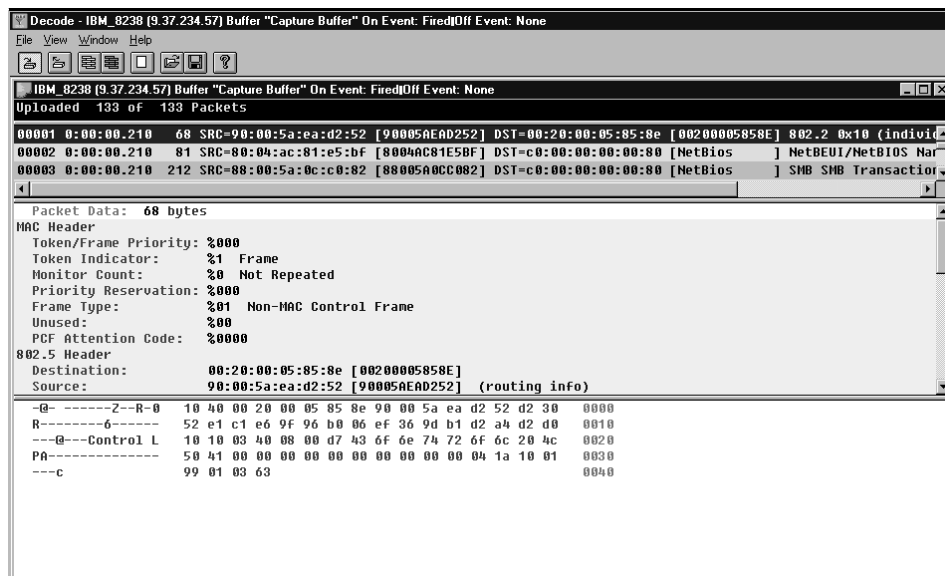 Decode - IBM_8238 (9.37.234.57) Buffer "Capture Buffer" On Event: Fired|Off Event: None
File View Window Help
IBM_8238 (9.37.234.57) Buffer "Capture Buffer" On Event: Fired|Off Event: None
Uploaded 133 of 133 Packets
00001 0:00:00.210 68 SRC=90:00:5a:ea:d2:52 [90005AEAD252] DST=00:20:00:05:85:8e [00200005858E] 802.2 0x10 (individ
00002 0:00:00.210 81 SRC=80:04:ac:81:e5:bf [8004AC81E5BF] DST=c0:00:00:00:00:80 [NetBios ] NetBEUI/NetBIOS Nar
00003 0:00:00.210 212 SRC=88:00:5a:0c:c0:82 [88005A0CC082] DST=c0:00:00:00:00:80 [NetBios ] SMB SMB Transaction
Packet Data: 68 bytes
MAC Header
Token/Frame Priority: %000
Token Indicator: %1 Frame
Monitor Count: %0 Not Repeated
Priority Reservation: %000
Frame Type: %01 Non-MAC Control Frame
Unused: %00
PCF Attention Code: %0000
802.5 Header
Destination: 00:20:00:05:85:8e [00200005858E]
Source: 90:00:5a:ea:d2:52 [90005AEAD252] (routing info)
-@- ------Z--R-0 10 40 00 20 00 05 85 8e 90 00 5a ea d2 52 d2 30 0000
R--------6------ 52 e1 c1 e6 9f 96 b0 06 ef 36 9d b1 d2 a4 d2 d0 0010
---@---Control L 10 10 03 40 08 00 d7 43 6f 6e 74 72 6f 6c 20 4c 0020
PA-------------- 50 41 00 00 00 00 00 00 00 00 00 00 04 1a 10 01 0030
---c 99 01 03 63 0040